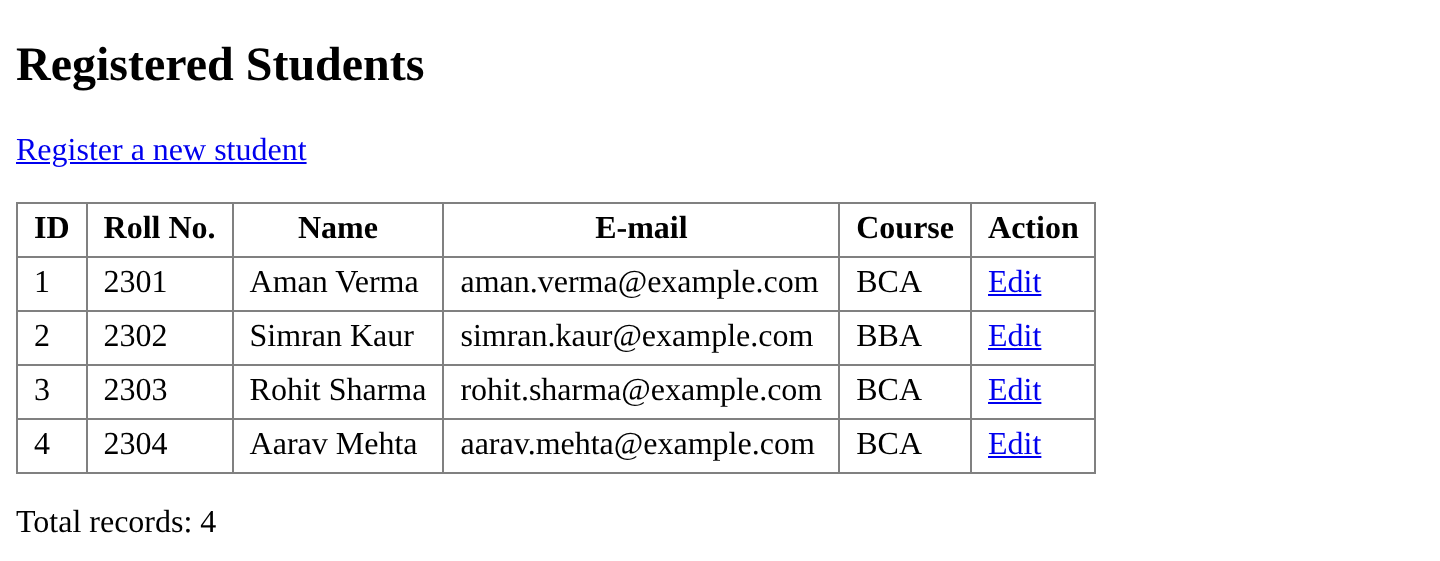 Registered Students
Register a new student
ID Roll No. Name E-mail Course Action
1 2301 Aman Verma aman.verma@example.com BCA Edit
2 2302 Simran Kaur simran.kaur@example.com BBA Edit
3 2303 Rohit Sharma rohit.sharma@example.com BCA Edit
4 2304 Aarav Mehta aarav.mehta@example.com BCA Edit
Total records: 4